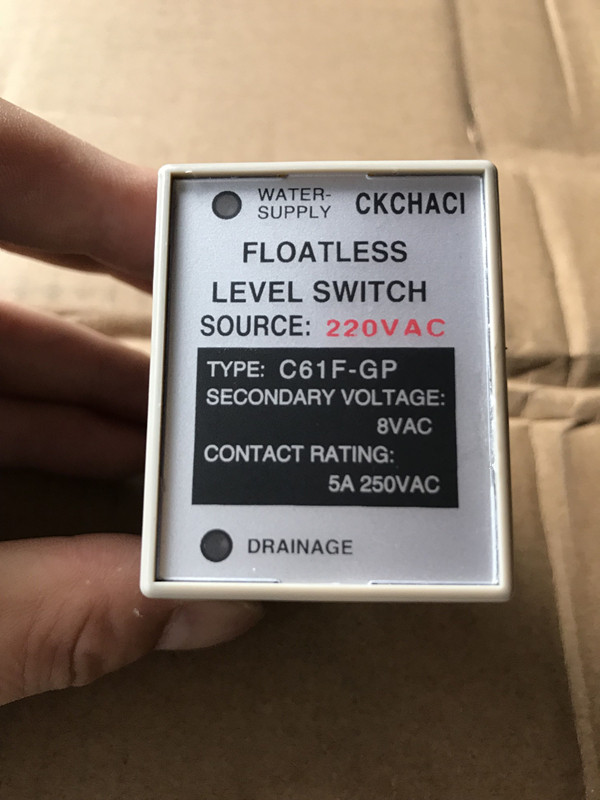 WATER-
SUPPLY
CKCHACI
FLOATLESS
LEVEL SWITCH
SOURCE: 220VAC
TYPE: C61F-GP
SECONDARY VOLTAGE:
8VAC
CONTACT RATING:
5A 250VAC
DRAINAGE